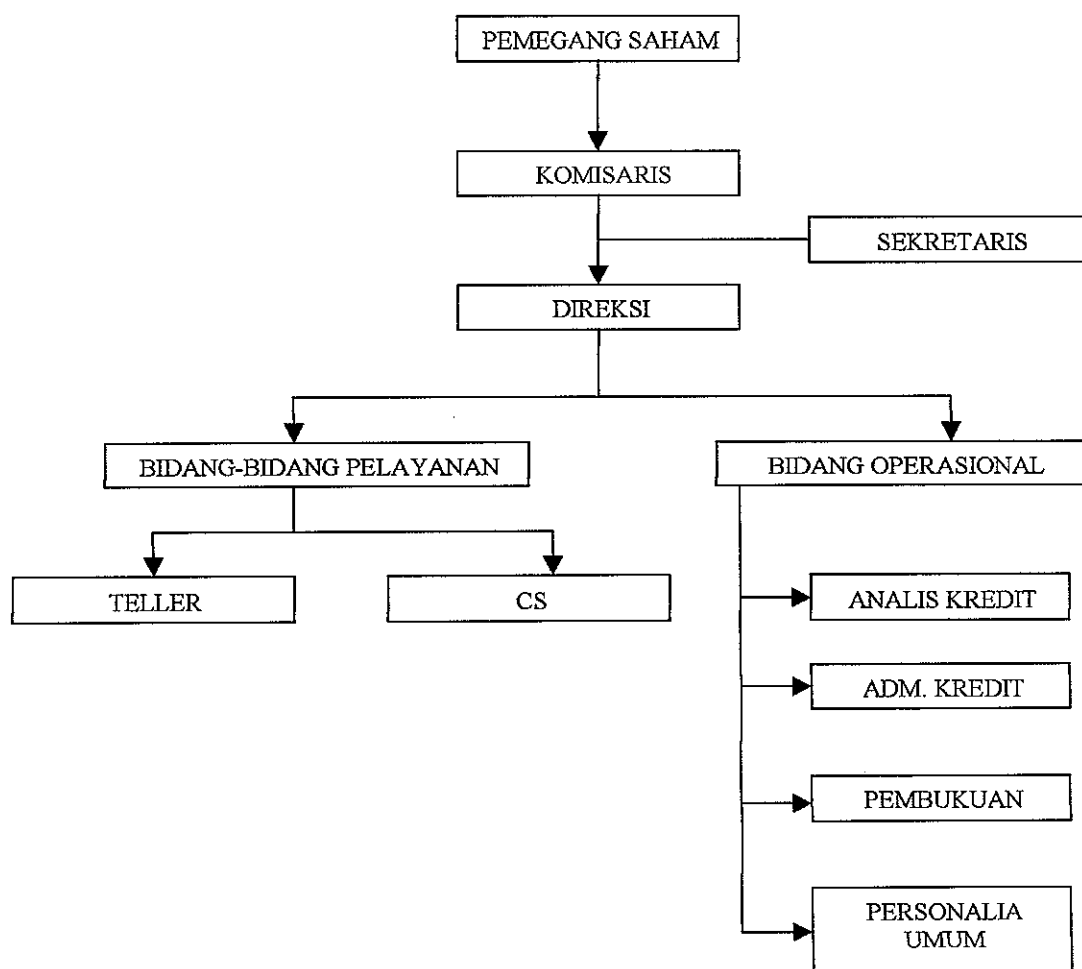 PEMEGANG SAHAM
KOMISARIS
SEKRETARIS
DIREKSI
BIDANG-BIDANG PELAYANAN
BIDANG OPERASIONAL
TELLER
CS
ANALIS KREDIT
ADM. KREDIT
PEMBUKUAN
PERSONALIA
UMUM